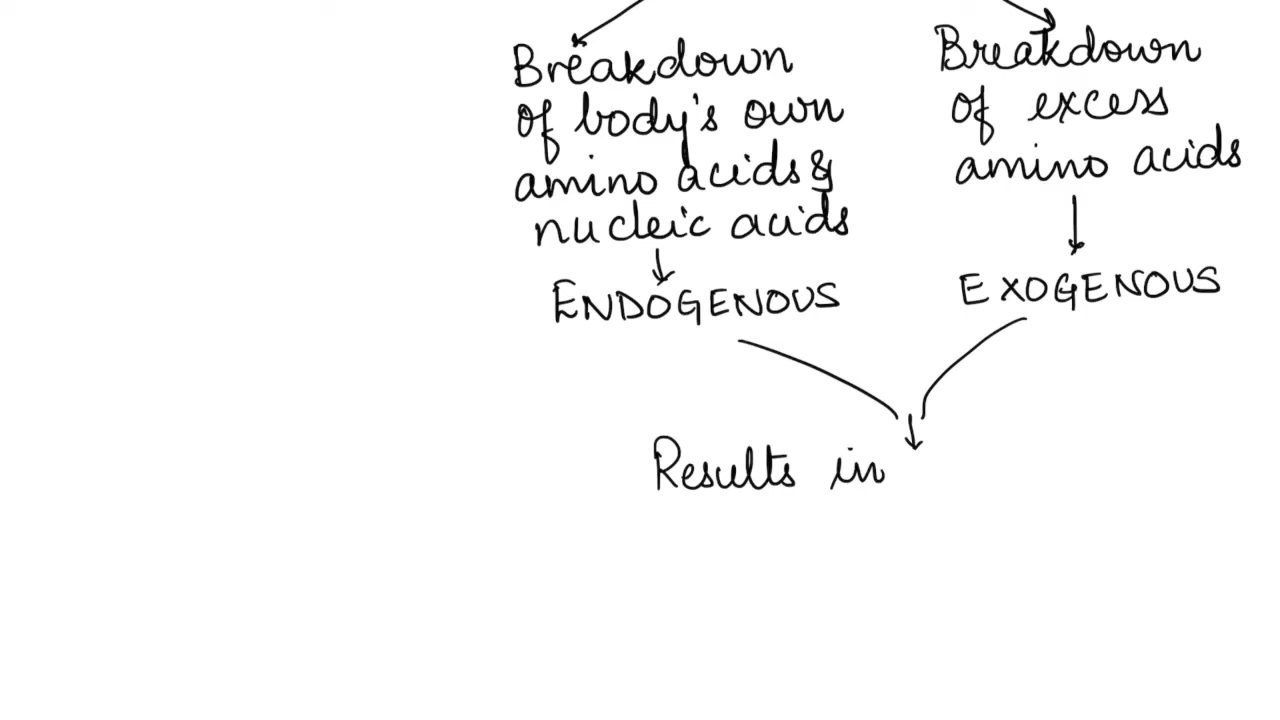 Breakdown
of body's own
amino acids &
nucleic acids
ENDOGENOUS
Breakdown
of excess
amino acids
EXOGENOUS
Results in